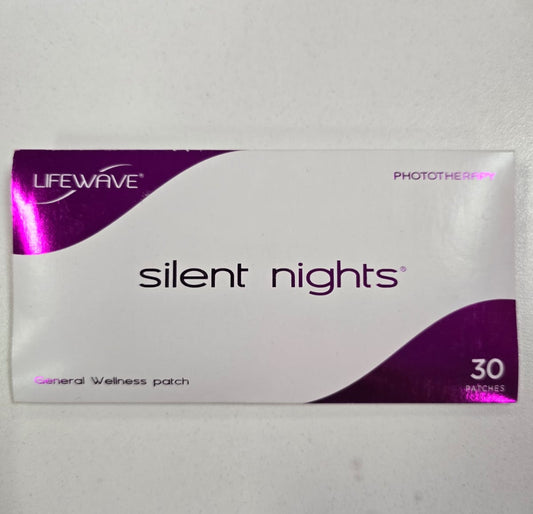 LIFEWAVE®
PHOTOTHERAPY
silent nights®
General Wellness patch
30
PATCHES